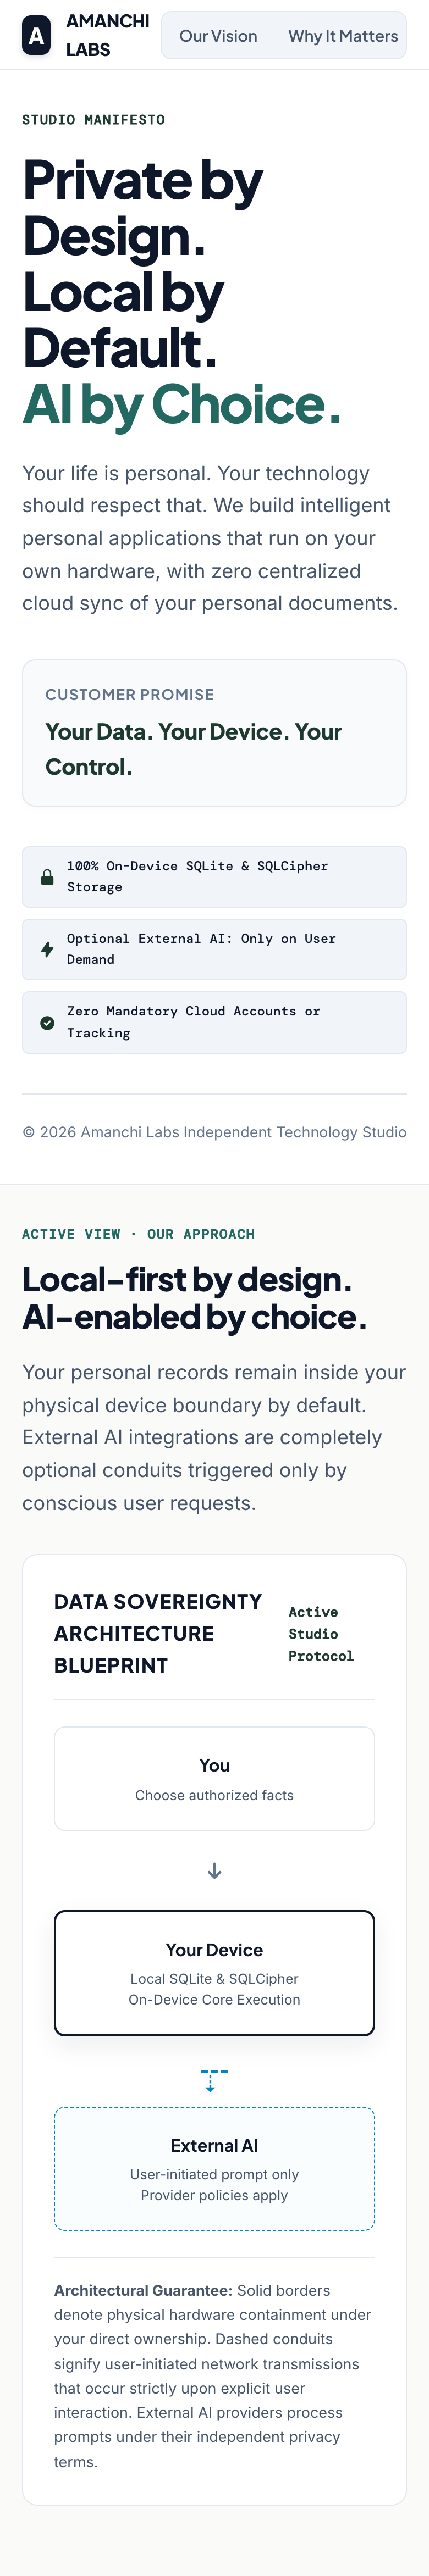 A
AMANCHI
LABS
Our Vision
Why It Matters
STUDIO MANIFESTO
Private by
Design.
Local by
Default.
AI by Choice.
Your life is personal. Your technology
should respect that. We build intelligent
personal applications that run on your
own hardware, with zero centralized
cloud sync of your personal documents.
CUSTOMER PROMISE
Your Data. Your Device. Your
Control.
100% On-Device SQLite & SQLCipher
Storage
Optional External AI: Only on User
Demand
Zero Mandatory Cloud Accounts or
Tracking
© 2026 Amanchi Labs Independent Technology Studio
ACTIVE VIEW · OUR APPROACH
Local-first by design.
AI-enabled by choice.
Your personal records remain inside your
physical device boundary by default.
External AI integrations are completely
optional conduits triggered only by
conscious user requests.
DATA SOVEREIGNTY
ARCHITECTURE
BLUEPRINT
Active
Studio
Protocol
You
Choose authorized facts
Your Device
Local SQLite & SQLCipher
On-Device Core Execution
External AI
User-initiated prompt only
Provider policies apply
Architectural Guarantee: Solid borders
denote physical hardware containment under
your direct ownership. Dashed conduits
signify user-initiated network transmissions
that occur strictly upon explicit user
interaction. External AI providers process
prompts under their independent privacy
terms.